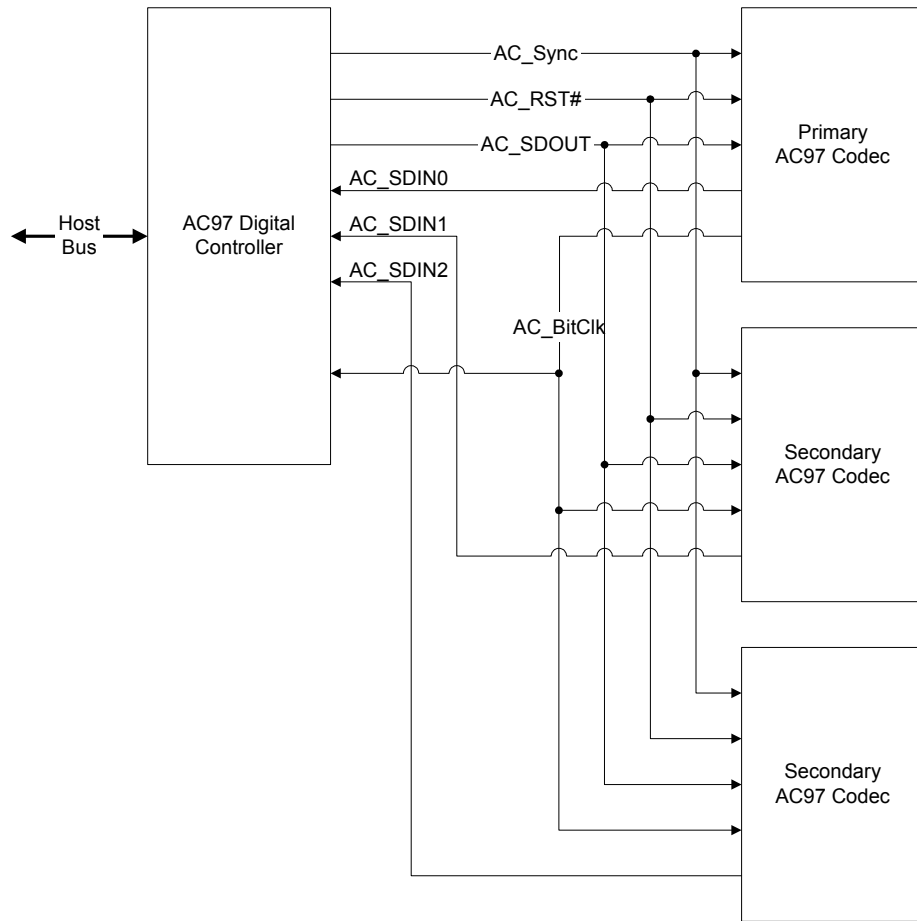 AC_Sync
AC_RST#
AC_SDOUT
AC_SDIN0
AC_SDIN1
AC_SDIN2
AC_BitClk
Host
Bus
AC97 Digital
Controller
Primary
AC97 Codec
Secondary
AC97 Codec
Secondary
AC97 Codec